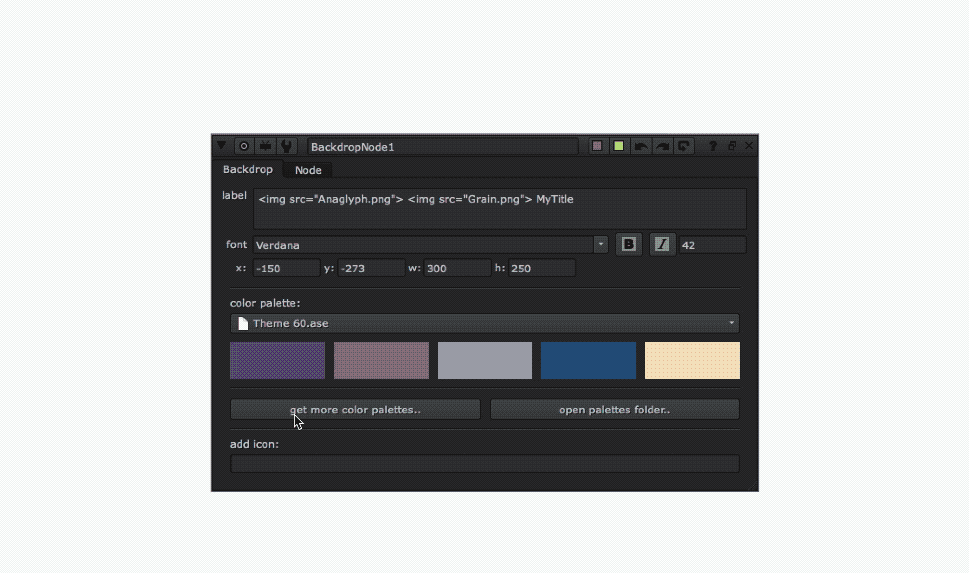 BackdropNode1
Backdrop Node
label <img src="Anaglyph.png"> <img src="Grain.png"> MyTitle
font Verdana B I 42
x: -150 y: -273 w: 300 h: 250
color palette:
Theme 60.ase
get more color palettes.. open palettes folder..
add icon: